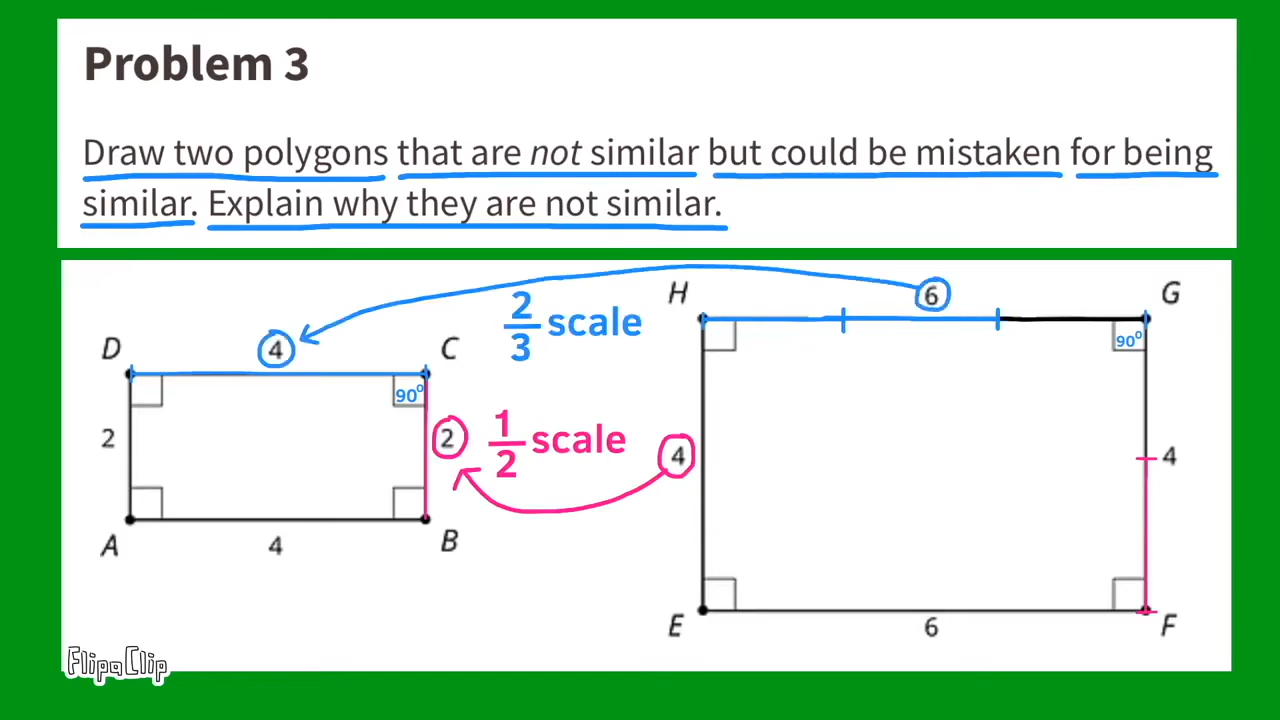 Problem 3
Draw two polygons that are not similar but could be mistaken for being
similar. Explain why they are not similar.
H 6 G
2/3 scale
90°
D 4 C
90°
2 2 1/2 scale 4 4
A 4 B
E 6 F
FlipaClip